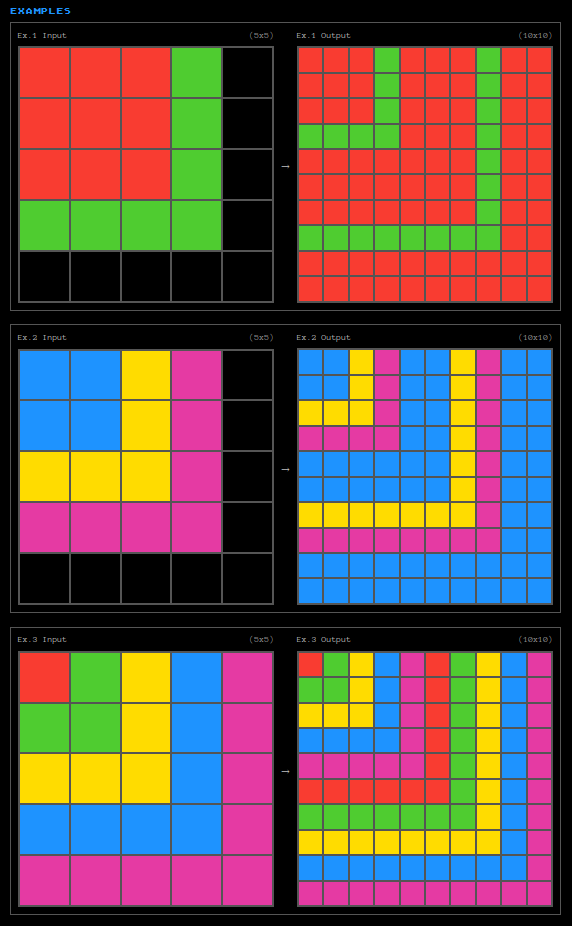 EXAMPLES
Ex.1 Input (5x5) Ex.1 Output (10x10)
→
Ex.2 Input (5x5) Ex.2 Output (10x10)
→
Ex.3 Input (5x5) Ex.3 Output (10x10)
→